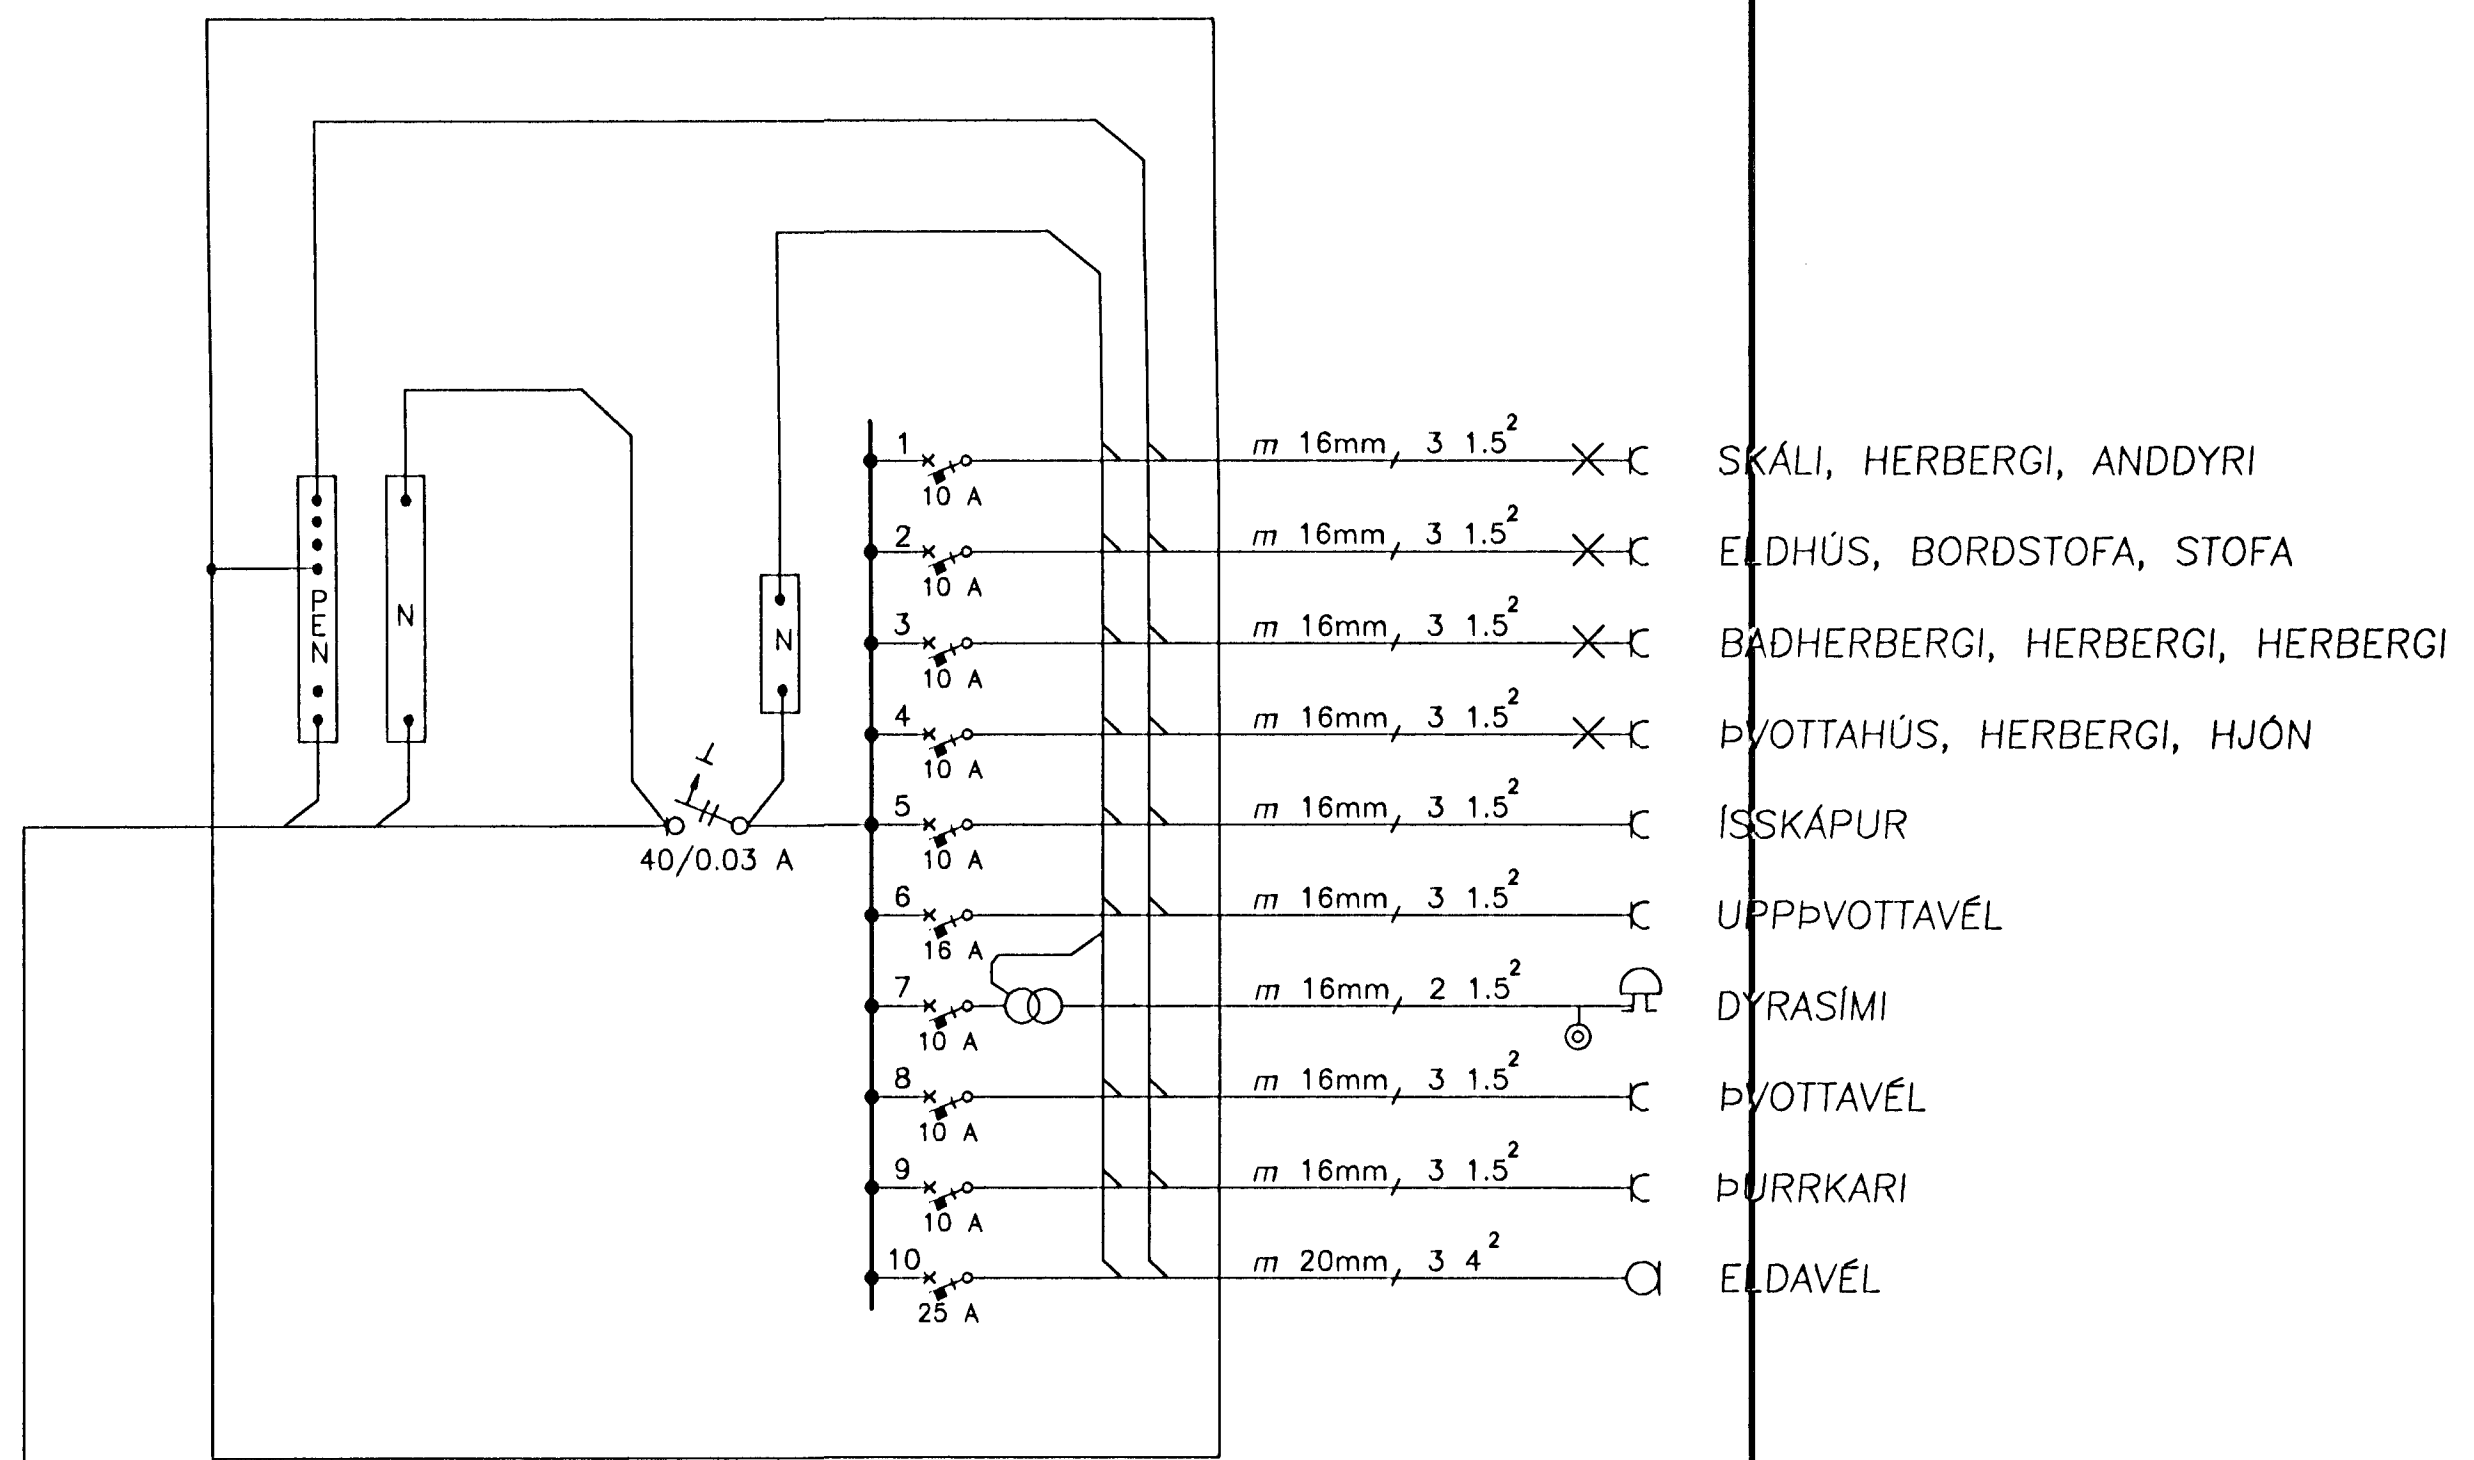 1 m 16mm, 3 1.5² SKÁLI, HERBERGI, ANDDYRI
10 A
2 m 16mm, 3 1.5² ELDHÚS, BORÐSTOFA, STOFA
10 A
PEN
N
N
3 m 16mm, 3 1.5² BAÐHERBERGI, HERBERGI, HERBERGI
10 A
4 m 16mm, 3 1.5² ÞVOTTAHÚS, HERBERGI, HJÓN
10 A
5 m 16mm, 3 1.5² ÍSSKÁPUR
40/0.03 A
10 A
6 m 16mm, 3 1.5² UPPÞVOTTAVÉL
16 A
7 m 16mm, 2 1.5² DYRASÍMI
10 A
8 m 16mm, 3 1.5² ÞVOTTAVÉL
10 A
9 m 16mm, 3 1.5² ÞURRKARI
10 A
10 m 20mm, 3 4² ELDAVÉL
25 A